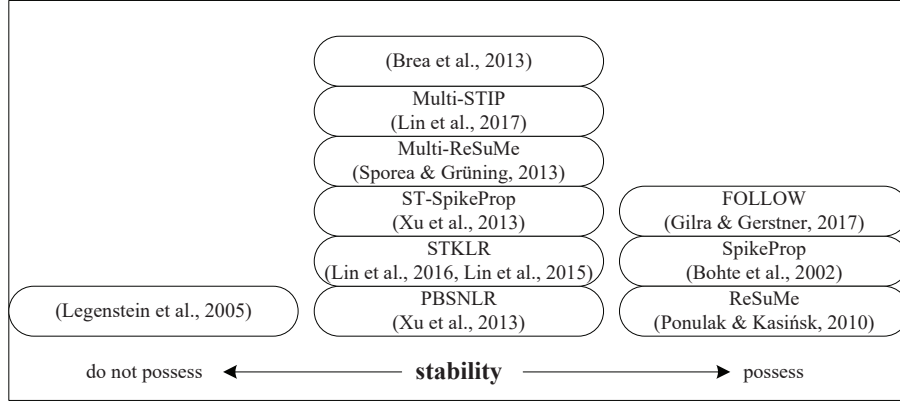 (Brea et al., 2013)
Multi-STIP
(Lin et al., 2017)
Multi-ReSuMe
(Sporea & Grüning, 2013)
ST-SpikeProp
(Xu et al., 2013)
FOLLOW
(Gilra & Gerstner, 2017)
STKLR
(Lin et al., 2016, Lin et al., 2015)
SpikeProp
(Bohte et al., 2002)
(Legenstein et al., 2005)
PBSNLR
(Xu et al., 2013)
ReSuMe
(Ponulak & Kasińsk, 2010)
do not possess stability possess